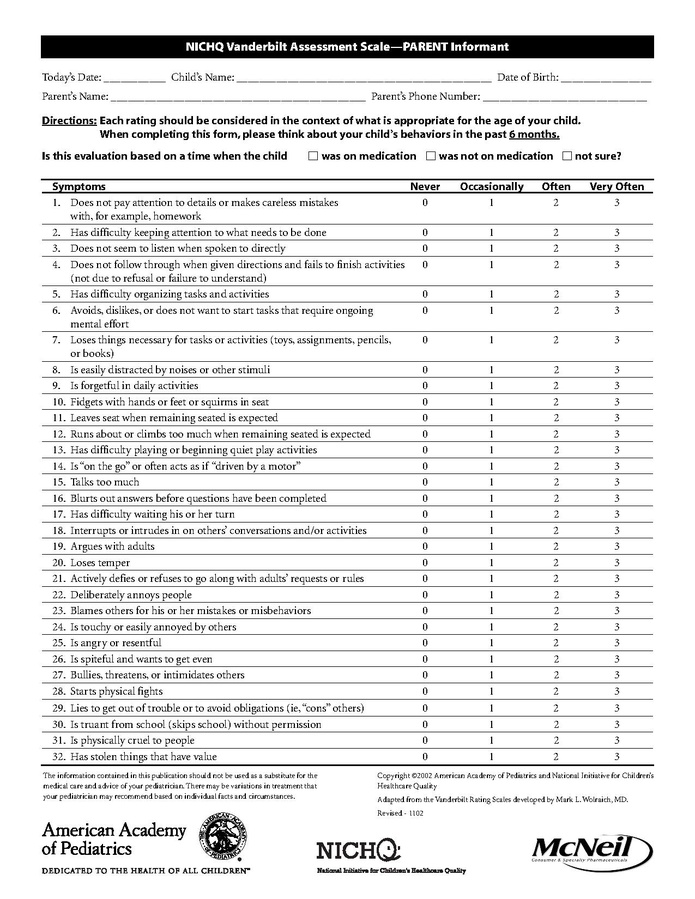 NICHQ Vanderbilt Assessment Scale—PARENT Informant
Today's Date: ___________ Child's Name: _____________________________________________ Date of Birth: ________________
Parent's Name: _____________________________________________ Parent's Phone Number: _____________________________
Directions: Each rating should be considered in the context of what is appropriate for the age of your child.
When completing this form, please think about your child's behaviors in the past 6 months.
Is this evaluation based on a time when the child ☐ was on medication ☐ was not on medication ☐ not sure?
Symptoms Never Occasionally Often Very Often
1. Does not pay attention to details or makes careless mistakes 0 1 2 3
with, for example, homework
2. Has difficulty keeping attention to what needs to be done 0 1 2 3
3. Does not seem to listen when spoken to directly 0 1 2 3
4. Does not follow through when given directions and fails to finish activities 0 1 2 3
(not due to refusal or failure to understand)
5. Has difficulty organizing tasks and activities 0 1 2 3
6. Avoids, dislikes, or does not want to start tasks that require ongoing 0 1 2 3
mental effort
7. Loses things necessary for tasks or activities (toys, assignments, pencils, 0 1 2 3
or books)
8. Is easily distracted by noises or other stimuli 0 1 2 3
9. Is forgetful in daily activities 0 1 2 3
10. Fidgets with hands or feet or squirms in seat 0 1 2 3
11. Leaves seat when remaining seated is expected 0 1 2 3
12. Runs about or climbs too much when remaining seated is expected 0 1 2 3
13. Has difficulty playing or beginning quiet play activities 0 1 2 3
14. Is "on the go" or often acts as if "driven by a motor" 0 1 2 3
15. Talks too much 0 1 2 3
16. Blurts out answers before questions have been completed 0 1 2 3
17. Has difficulty waiting his or her turn 0 1 2 3
18. Interrupts or intrudes in on others' conversations and/or activities 0 1 2 3
19. Argues with adults 0 1 2 3
20. Loses temper 0 1 2 3
21. Actively defies or refuses to go along with adults' requests or rules 0 1 2 3
22. Deliberately annoys people 0 1 2 3
23. Blames others for his or her mistakes or misbehaviors 0 1 2 3
24. Is touchy or easily annoyed by others 0 1 2 3
25. Is angry or resentful 0 1 2 3
26. Is spiteful and wants to get even 0 1 2 3
27. Bullies, threatens, or intimidates others 0 1 2 3
28. Starts physical fights 0 1 2 3
29. Lies to get out of trouble or to avoid obligations (ie, "cons" others) 0 1 2 3
30. Is truant from school (skips school) without permission 0 1 2 3
31. Is physically cruel to people 0 1 2 3
32. Has stolen things that have value 0 1 2 3
The information contained in this publication should not be used as a substitute for the
medical care and advice of your pediatrician. There may be variations in treatment that
your pediatrician may recommend based on individual facts and circumstances.
Copyright ©2002 American Academy of Pediatrics and National Initiative for Children's
Healthcare Quality
Adapted from the Vanderbilt Rating Scales developed by Mark L. Wolraich, MD.
Revised - 1102
American Academy
of Pediatrics
DEDICATED TO THE HEALTH OF ALL CHILDREN™
NICHQ
National Initiative for Children's Healthcare Quality
McNeil
Consumer & Specialty Pharmaceuticals